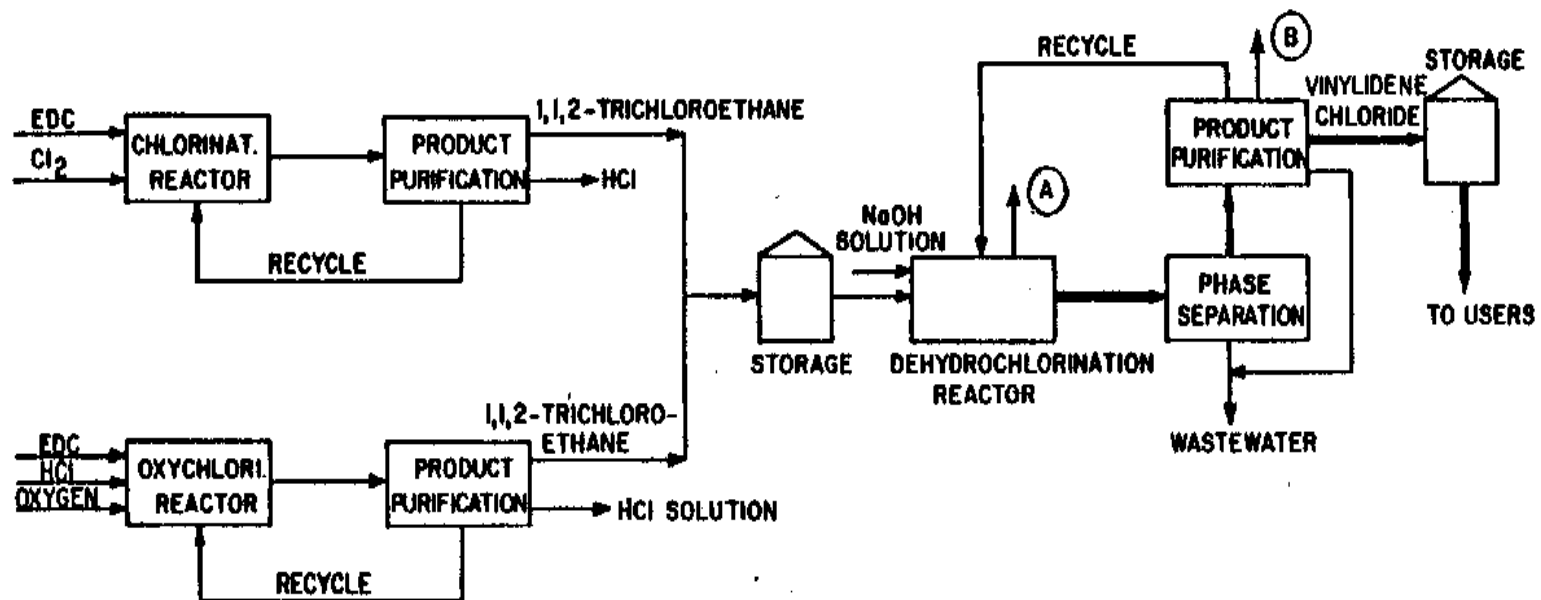 EDC
Cl2
CHLORINAT.
REACTOR
PRODUCT
PURIFICATION
1,1,2-TRICHLOROETHANE
HCl
RECYCLE
EDC
HCl
OXYGEN
OXYCHLORI.
REACTOR
PRODUCT
PURIFICATION
1,1,2-TRICHLORO-
ETHANE
HCl SOLUTION
RECYCLE
STORAGE
NaOH
SOLUTION
DEHYDROCHLORINATION
REACTOR
A
RECYCLE
B
PRODUCT
PURIFICATION
VINYLIDENE
CHLORIDE
STORAGE
PHASE
SEPARATION
TO USERS
WASTEWATER